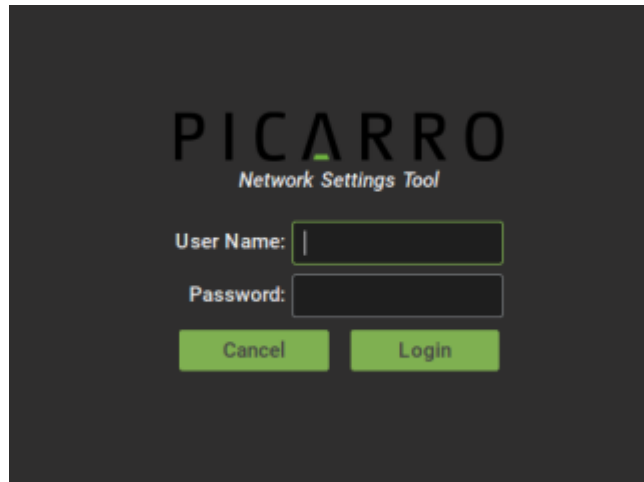 PICARRO
Network Settings Tool
User Name:
Password:
Cancel Login